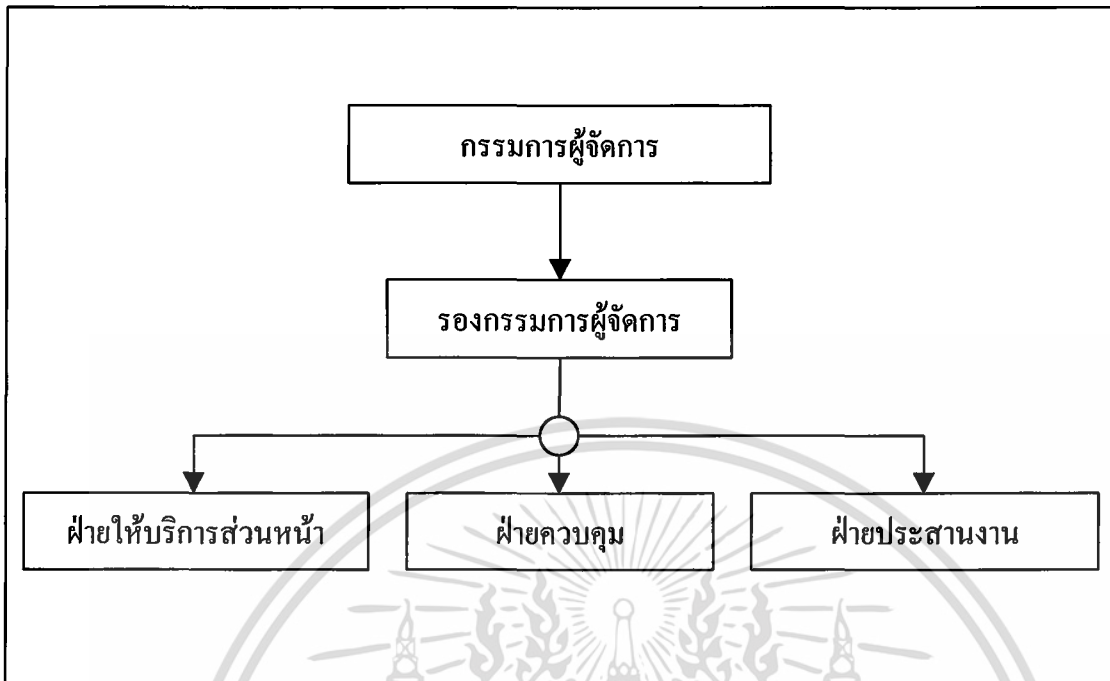 กรรมการผู้จัดการ
รองกรรมการผู้จัดการ
ฝ่ายให้บริการส่วนหน้า
ฝ่ายควบคุม
ฝ่ายประสานงาน